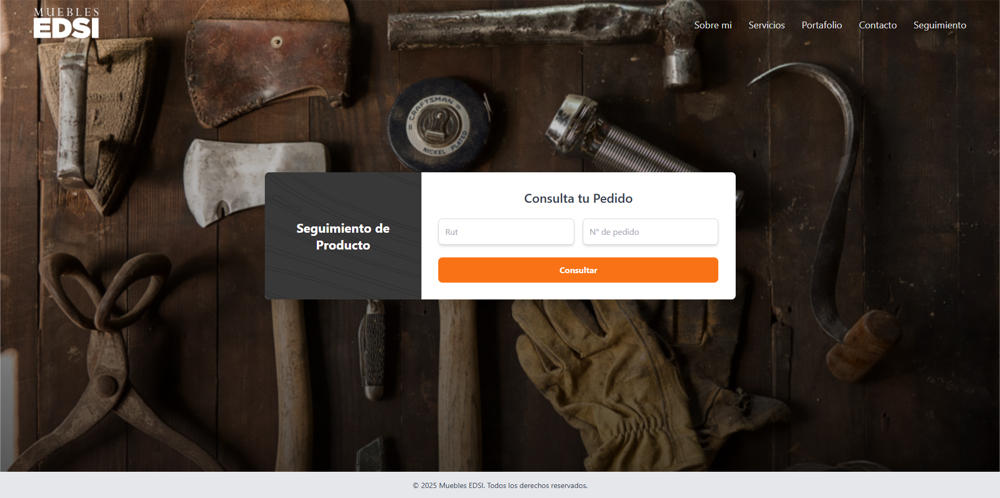 MUEBLES
EDSI
Sobre mi
Servicios
Portafolio
Contacto
Seguimiento
= CRAFTSMAN =
NICKEL PLATED
Seguimiento de
Producto
Consulta tu Pedido
Rut
N° de pedido
Consultar
© 2025 Muebles EDSI. Todos los derechos reservados.